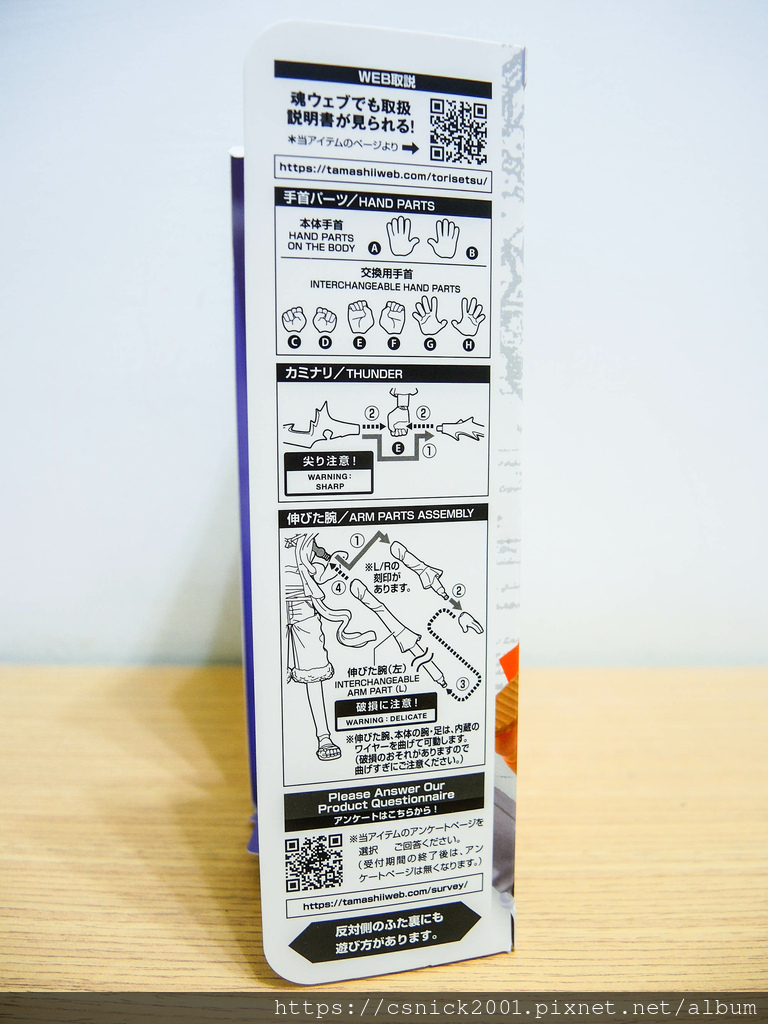 WEB取説
魂ウェブでも取扱
説明書が見られる!
＊当アイテムのページより
https://tamashiiweb.com/torisetsu/
手首パーツ／HAND PARTS
本体手首
HAND PARTS
ON THE BODY
A
B
交換用手首
INTERCHANGEABLE HAND PARTS
C D E F G H
カミナリ／THUNDER
② ②
E ①
尖り注意！
WARNING:
SHARP
伸びた腕／ARM PARTS ASSEMBLY
①
※L/Rの
刻印が
あります。
④
②
③
伸びた腕(左)
INTERCHANGEABLE
ARM PART (L)
破損に注意！
WARNING : DELICATE
※伸びた腕、本体の腕・足は、内蔵の
ワイヤーを曲げて可動します。
(破損のおそれがありますので
曲げすぎにご注意ください。)
Please Answer Our
Product Questionnaire
アンケートはこちらから！
※当アイテムのアンケートページを
選択 ご回答ください。
(受付期間の終了後は、アン
ケートページは無くなります。)
https://tamashiiweb.com/survey/
反対側のふた裏にも
遊び方があります。
https://csnick2001.pixnet.net/album